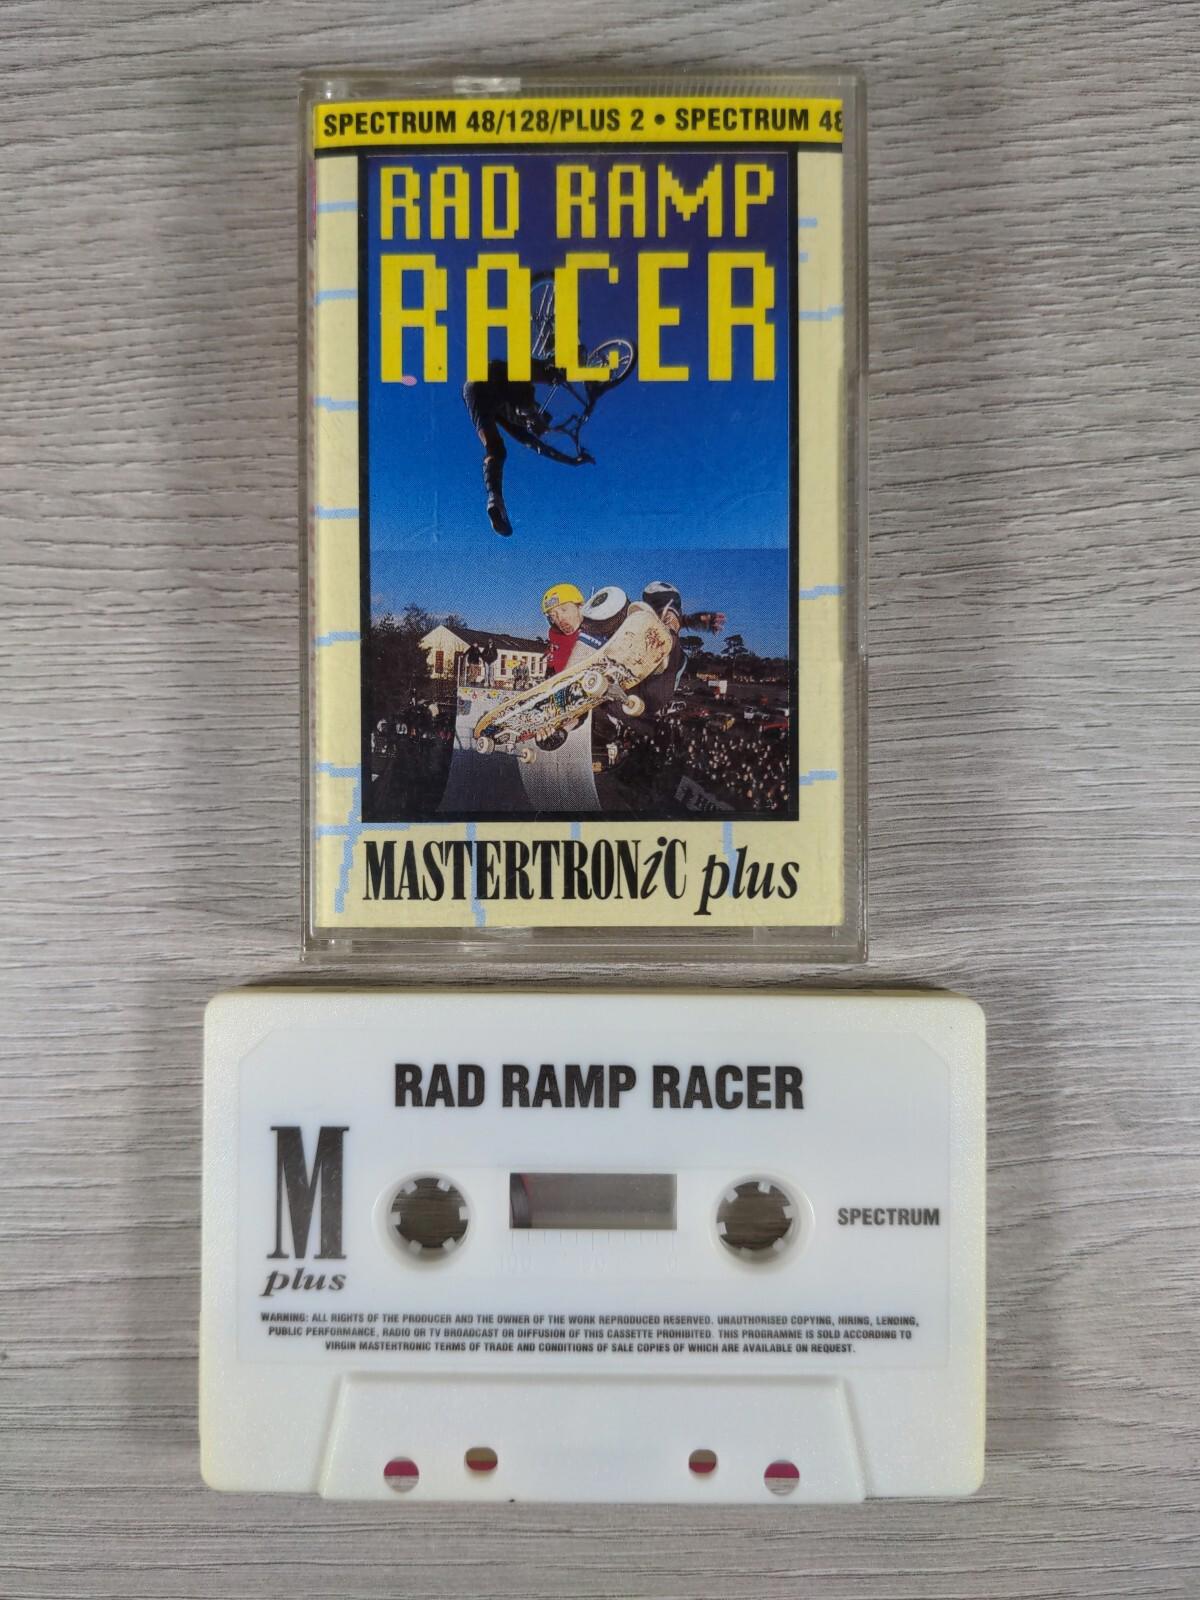 SPECTRUM 48/128/PLUS 2 • SPECTRUM 48
RAD RAMP
RACER
MASTERTRONiC plus
RAD RAMP RACER
M
plus
SPECTRUM
WARNING: ALL RIGHTS OF THE PRODUCER AND THE OWNER OF THE WORK REPRODUCED RESERVED. UNAUTHORISED COPYING, HIRING, LENDING,
PUBLIC PERFORMANCE, RADIO OR TV BROADCAST OR DIFFUSION OF THIS CASSETTE PROHIBITED. THIS PROGRAMME IS SOLD ACCORDING TO
VIRGIN MASTERTRONIC TERMS OF TRADE AND CONDITIONS OF SALE COPIES OF WHICH ARE AVAILABLE ON REQUEST.